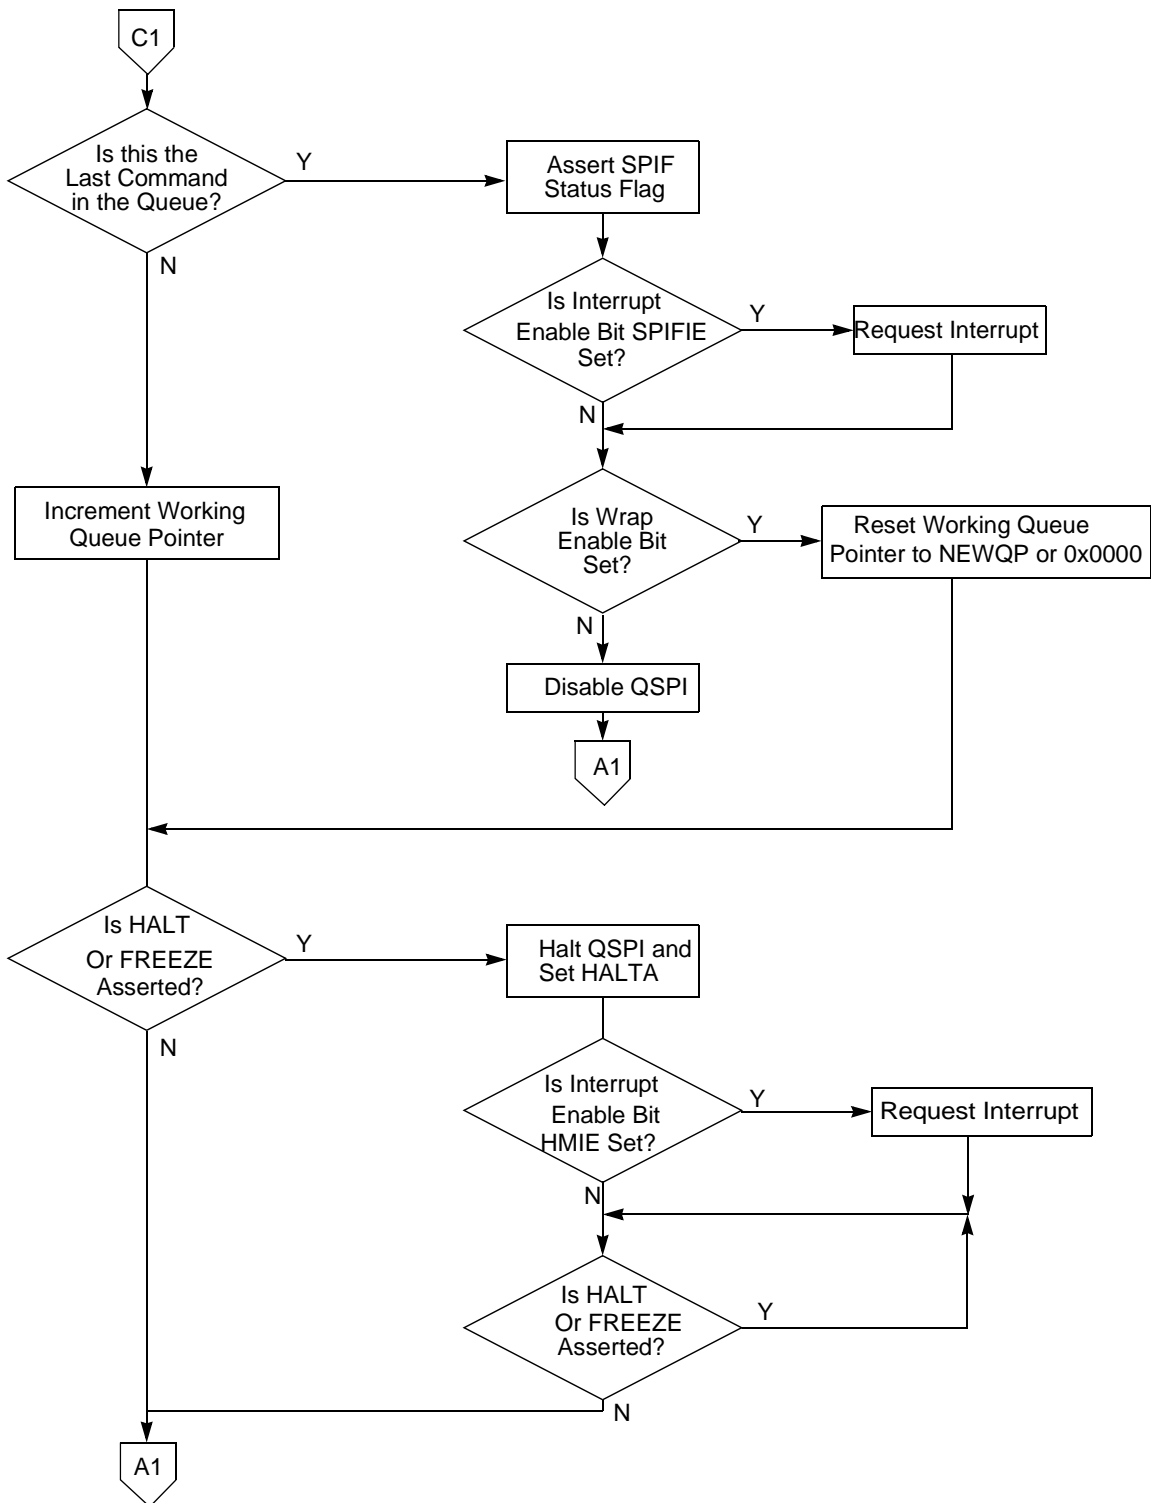 C1
Is this the
Last Command
in the Queue?
Y
N
Assert SPIF
Status Flag
Is Interrupt
Enable Bit SPIFIE
Set?
Y
N
Request Interrupt
Increment Working
Queue Pointer
Is Wrap
Enable Bit
Set?
Y
N
Reset Working Queue
Pointer to NEWQP or 0x0000
Disable QSPI
A1
Is HALT
Or FREEZE
Asserted?
Y
N
Halt QSPI and
Set HALTA
Is Interrupt
Enable Bit
HMIE Set?
Y
N
Request Interrupt
Is HALT
Or FREEZE
Asserted?
Y
N
A1